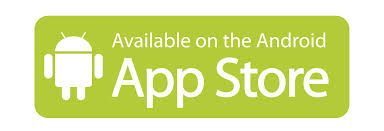 Available on the Android
App Store